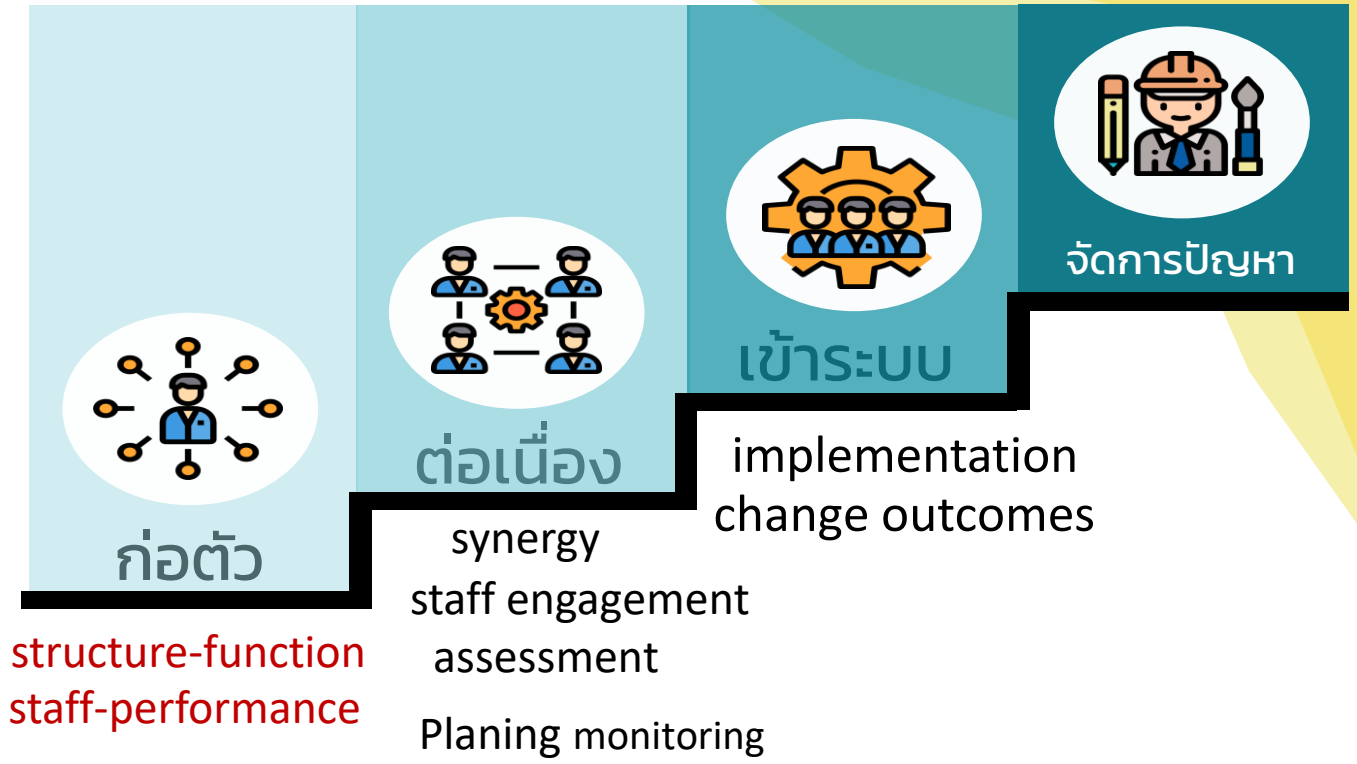 ก่อตัว
structure-function
staff-performance
ต่อเนื่อง
synergy
staff engagement
assessment
Planing monitoring
เข้าระบบ
implementation
change outcomes
จัดการปัญหา